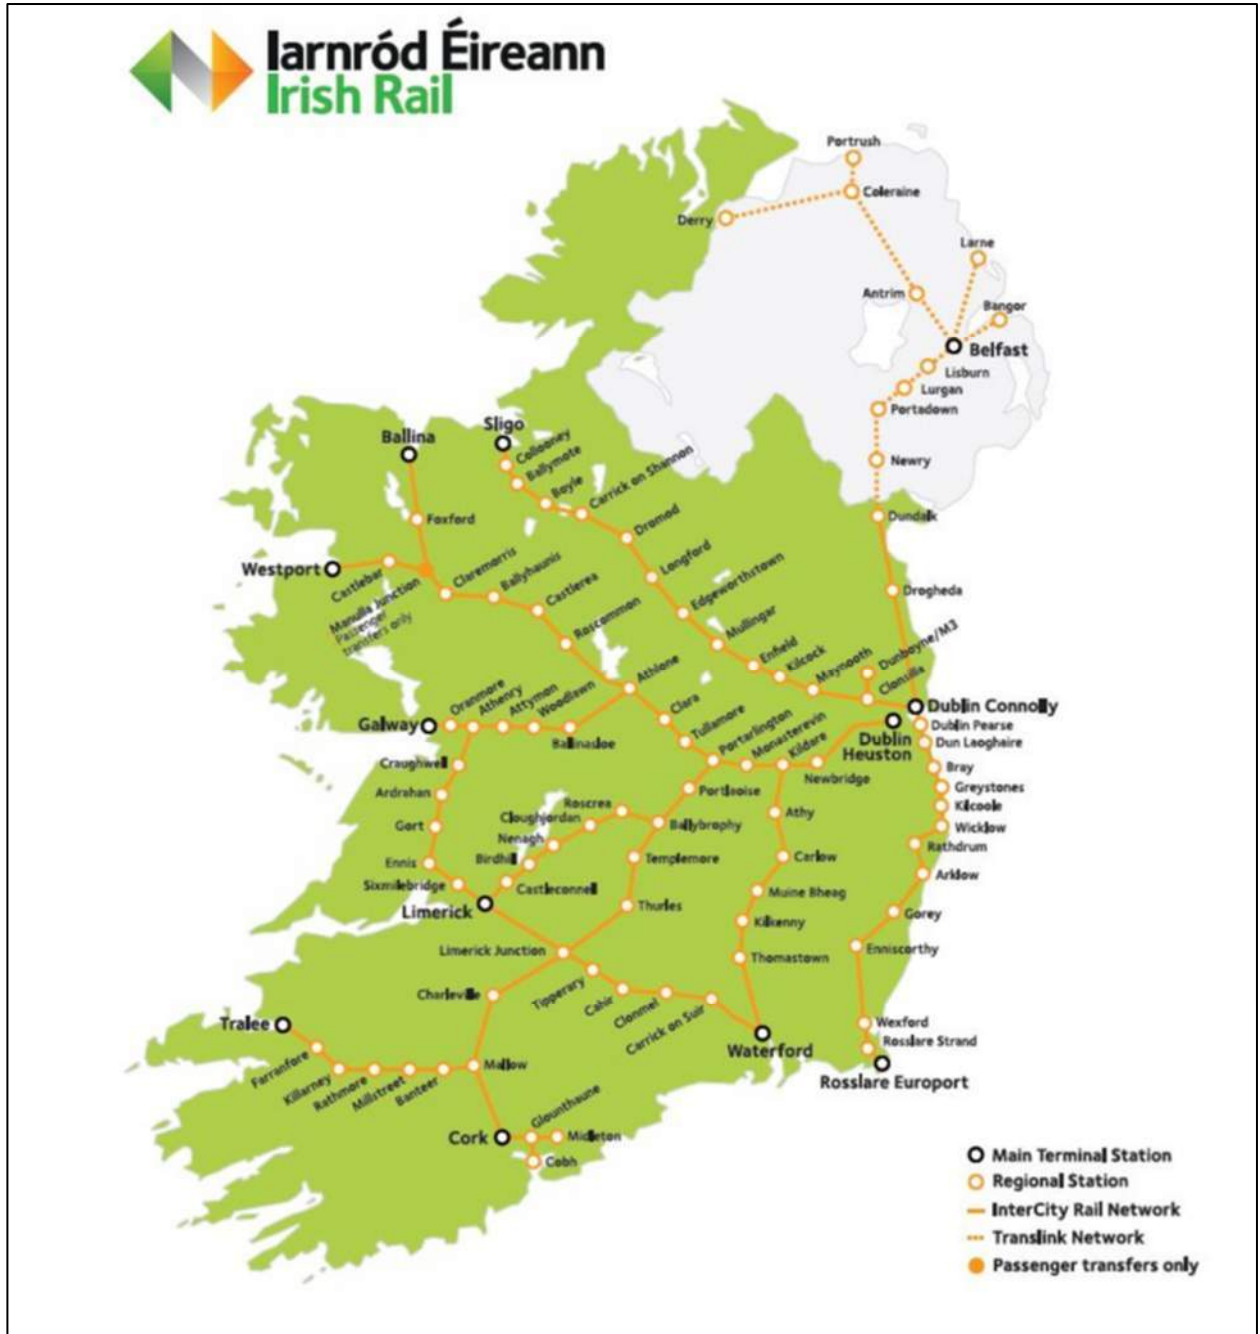 Iarnród Éireann
Irish Rail
Portrush
Coleraine
Derry
Larne
Antrim
Bangor
Belfast
Lisburn
Lurgan
Portadown
Newry
Dundalk
Drogheda
Ballina
Foxford
Westport
Castlebar
Manulla Junction
Passenger
transfers only
Claremorris
Ballyhaunis
Castlerea
Roscommon
Sligo
Collooney
Ballymote
Boyle
Carrick on Shannon
Dromod
Longford
Edgeworthstown
Mullingar
Enfield
Kilcock
Maynooth
Dunboyne/M3
Clonsilla
Dublin Connolly
Dublin Pearse
Dun Laoghaire
Bray
Greystones
Kilcoole
Wicklow
Rathdrum
Arklow
Gorey
Enniscorthy
Wexford
Rosslare Strand
Rosslare Europort
Dublin
Heuston
Newbridge
Kildare
Monasterevin
Portarlington
Tullamore
Clara
Athlone
Galway
Oranmore
Athenry
Attymon
Woodlawn
Ballinasloe
Craughwell
Ardrahan
Gort
Ennis
Sixmilebridge
Limerick
Castleconnell
Birdhill
Nenagh
Cloughjordan
Roscrea
Ballybrophy
Portlaoise
Templemore
Thurles
Limerick Junction
Athy
Carlow
Muine Bheag
Kilkenny
Thomastown
Waterford
Tipperary
Cahir
Clonmel
Carrick on Suir
Charleville
Mallow
Tralee
Farranfore
Killarney
Rathmore
Millstreet
Banteer
Cork
Glounthaune
Midleton
Cobh
Main Terminal Station
Regional Station
InterCity Rail Network
Translink Network
Passenger transfers only